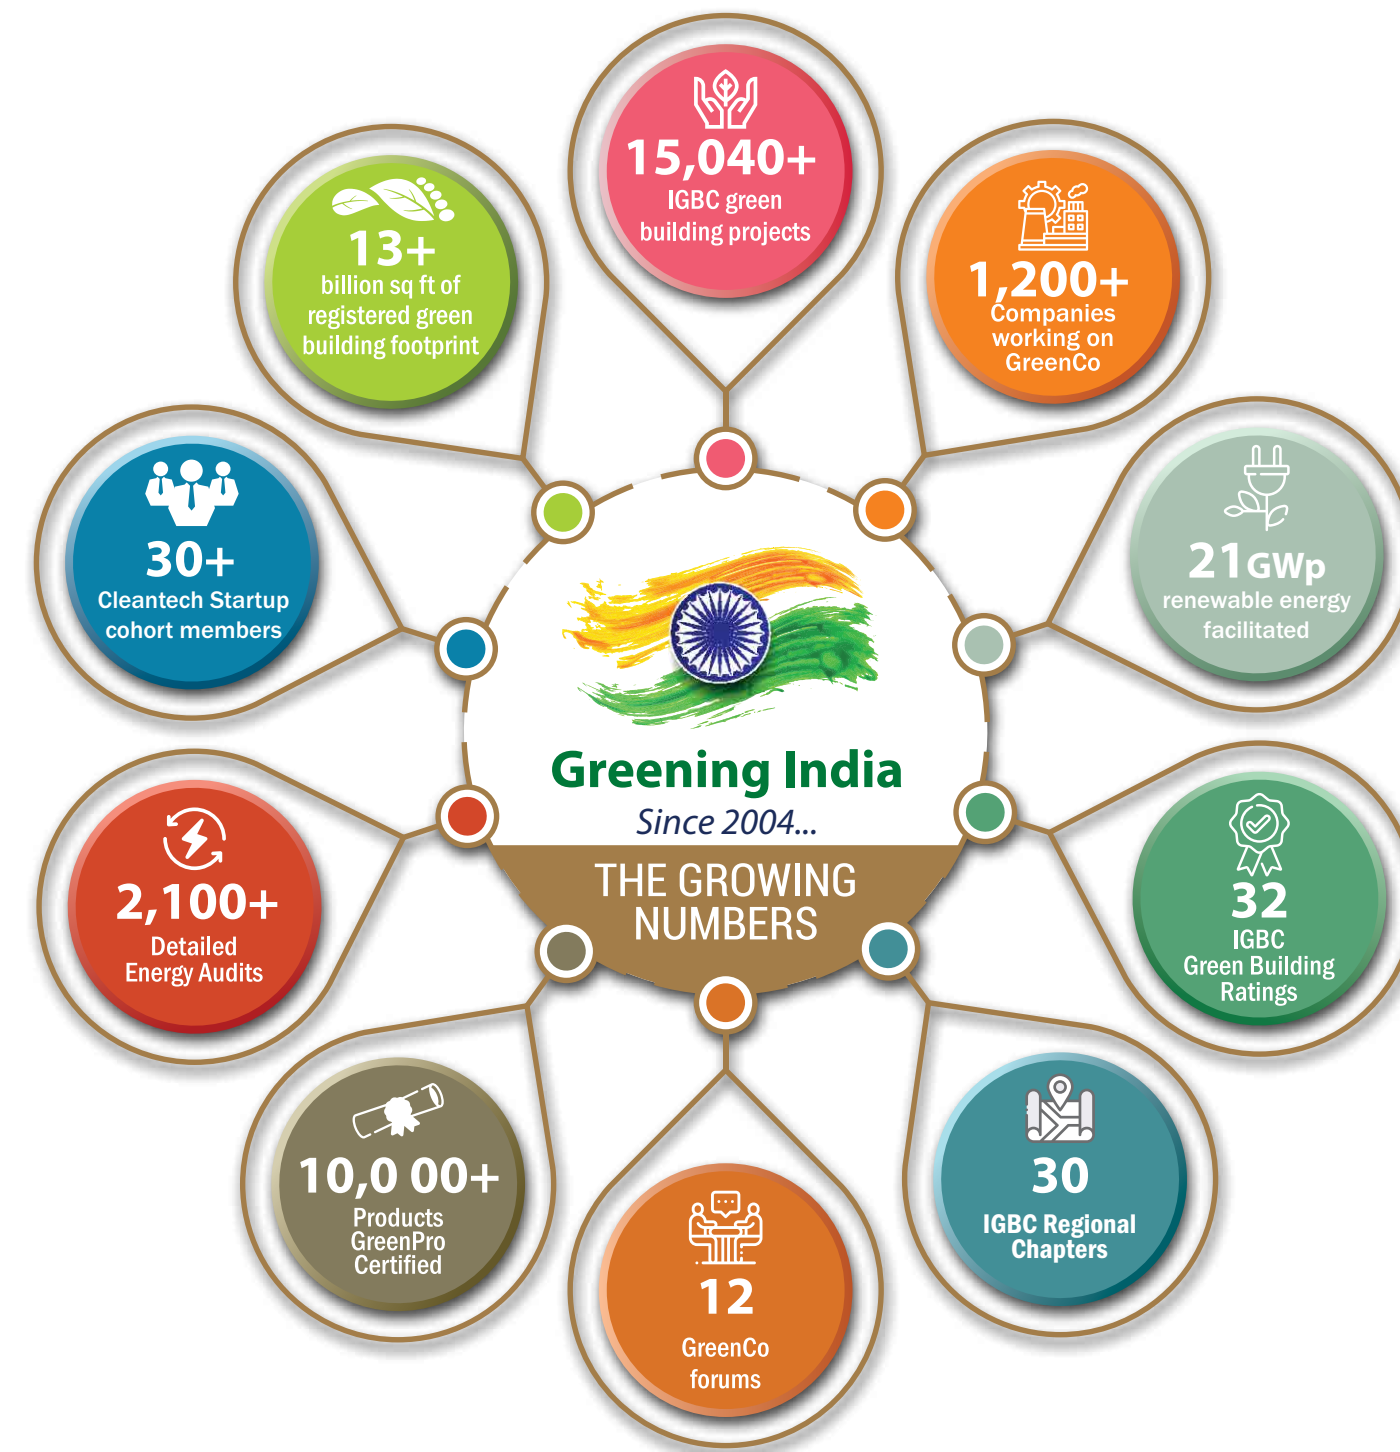 15,040+
IGBC green
building projects
1,200+
Companies
working on
GreenCo
21GWp
renewable energy
facilitated
32
IGBC
Green Building
Ratings
30
IGBC Regional
Chapters
12
GreenCo
forums
10,0 00+
Products
GreenPro
Certified
2,100+
Detailed
Energy Audits
30+
Cleantech Startup
cohort members
13+
billion sq ft of
registered green
building footprint
Greening India
Since 2004...
THE GROWING
NUMBERS